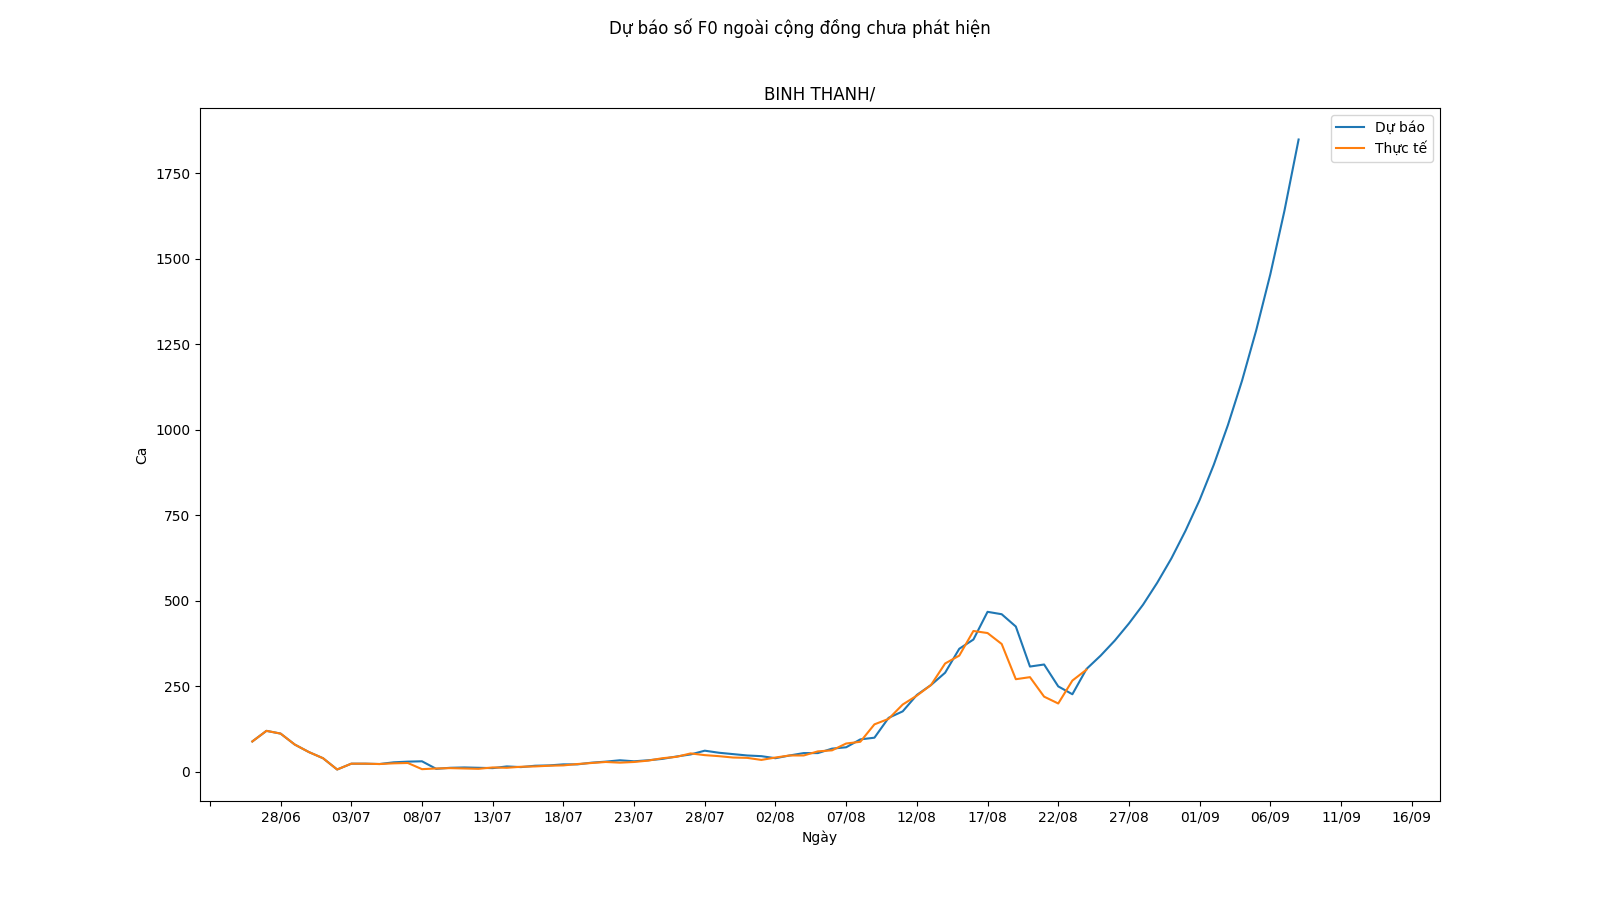 Dự báo số F0 ngoài cộng đồng chưa phát hiện
BINH THANH/
Dự báo
Thực tế
1750
1500
1250
1000
750
500
250
0
Ca
28/06 03/07 08/07 13/07 18/07 23/07 28/07 02/08 07/08 12/08 17/08 22/08 27/08 01/09 06/09 11/09 16/09
Ngày